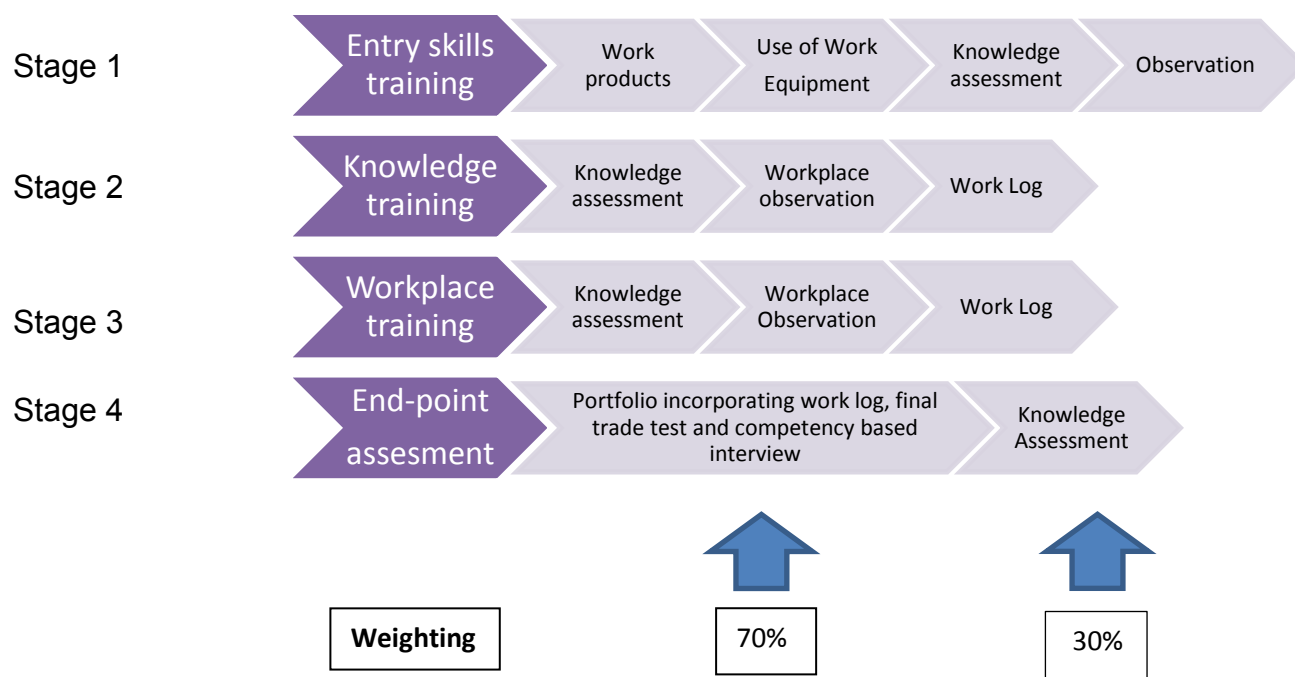 Stage 1
Entry skills
training
Work
products
Use of Work
Equipment
Knowledge
assessment
Observation
Stage 2
Knowledge
training
Knowledge
assessment
Workplace
observation
Work Log
Stage 3
Workplace
training
Knowledge
assessment
Workplace
Observation
Work Log
Stage 4
End-point
assesment
Portfolio incorporating work log, final
trade test and competency based
interview
Knowledge
Assessment
Weighting
70%
30%